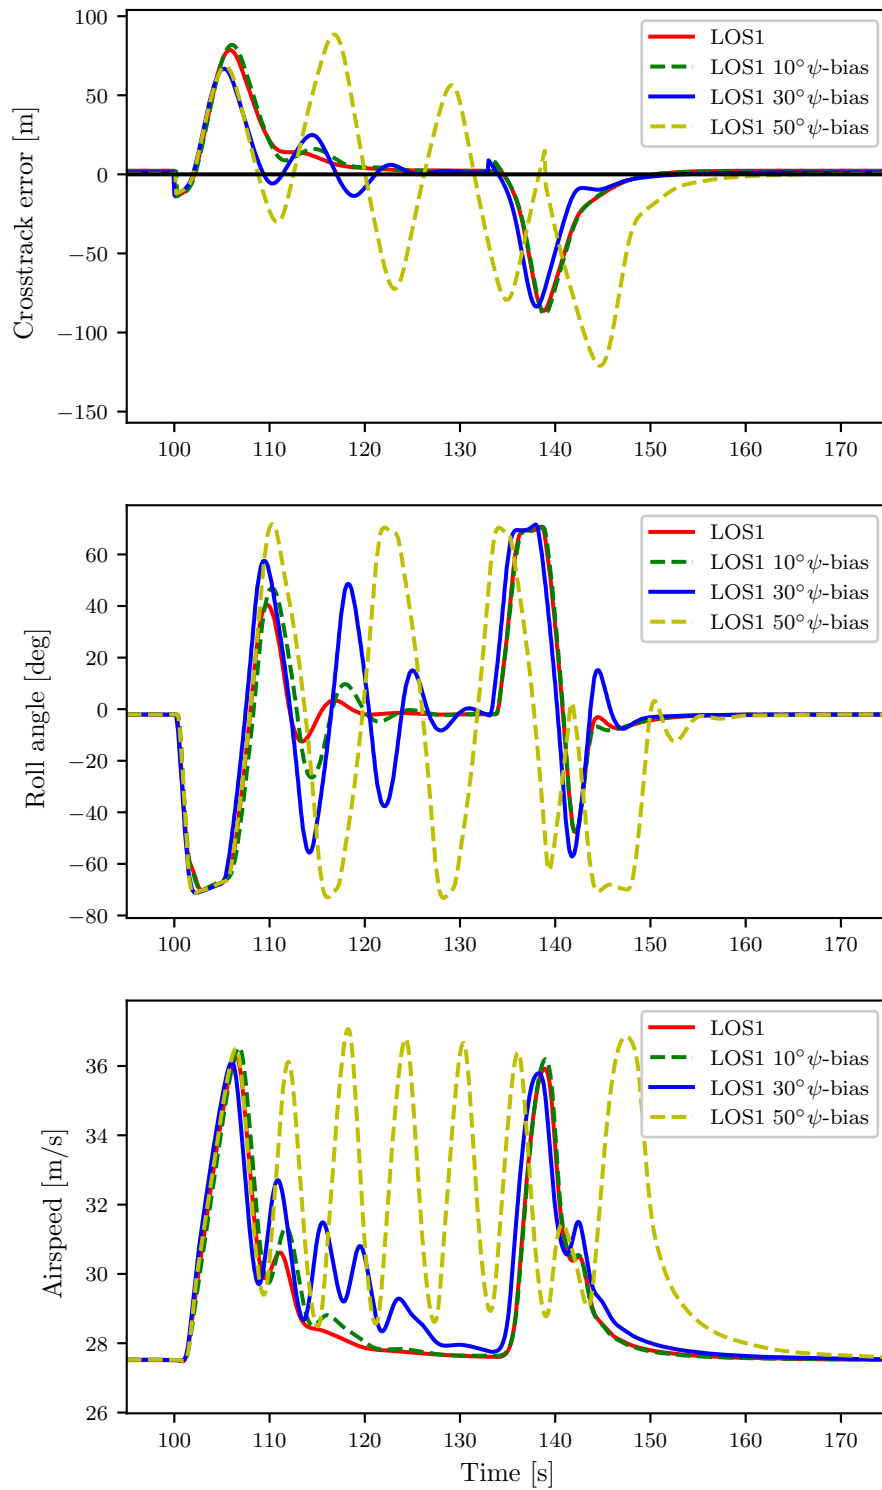 100
50
0
−50
−100
−150
Crosstrack error [m]
LOS1
LOS1 10°ψ-bias
LOS1 30°ψ-bias
LOS1 50°ψ-bias
100 110 120 130 140 150 160 170
60
40
20
0
−20
−40
−60
−80
Roll angle [deg]
LOS1
LOS1 10°ψ-bias
LOS1 30°ψ-bias
LOS1 50°ψ-bias
100 110 120 130 140 150 160 170
36
34
32
30
28
26
Airspeed [m/s]
LOS1
LOS1 10°ψ-bias
LOS1 30°ψ-bias
LOS1 50°ψ-bias
100 110 120 130 140 150 160 170
Time [s]